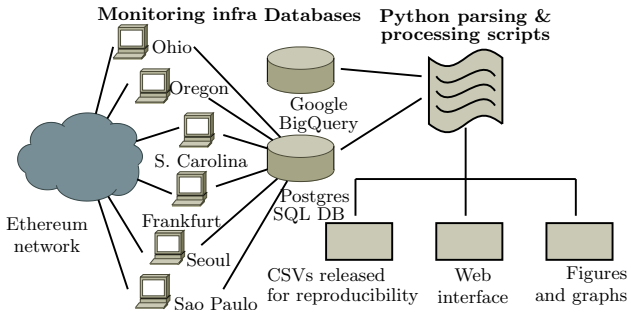 Monitoring infra
Databases
Python parsing &
processing scripts
Ohio
Oregon
S. Carolina
Frankfurt
Seoul
Sao Paulo
Ethereum
network
Google
BigQuery
Postgres
SQL DB
CSVs released
for reproducibility
Web
interface
Figures
and graphs